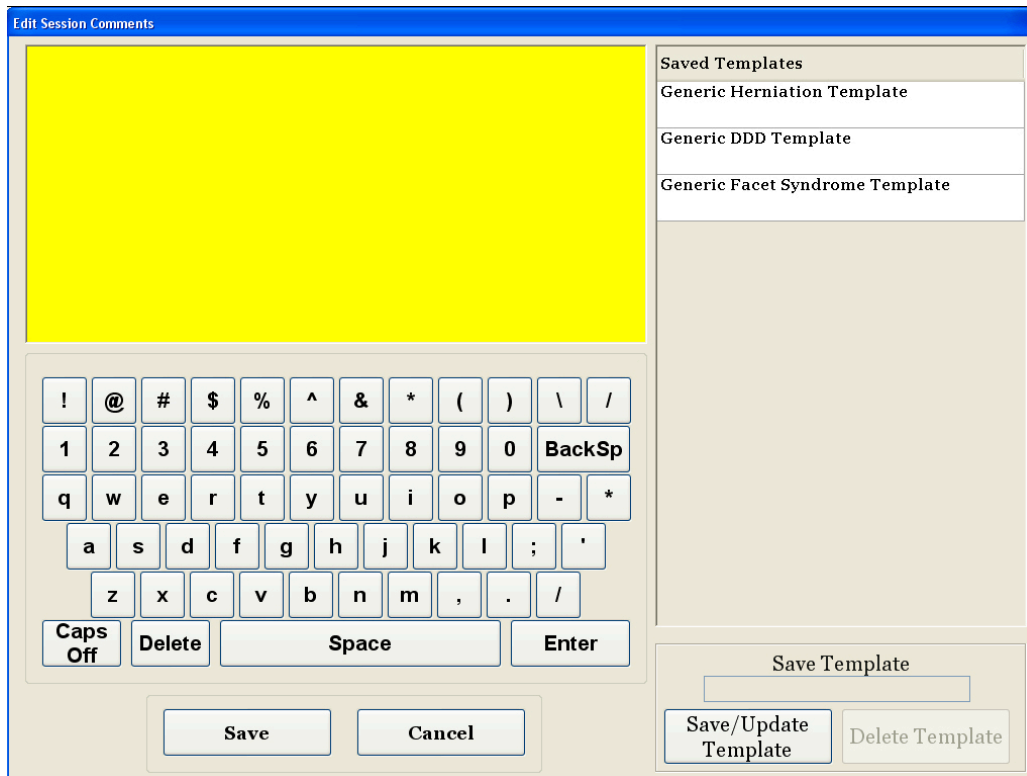 Edit Session Comments
Saved Templates
Generic Herniation Template
Generic DDD Template
Generic Facet Syndrome Template
! @ # $ % ^ & * ( ) \ /
1 2 3 4 5 6 7 8 9 0 BackSp
q w e r t y u i o p - *
a s d f g h j k l ; '
z x c v b n m , . /
Caps
Off
Delete Space Enter
Save Cancel
Save Template
Save/Update
Template
Delete Template